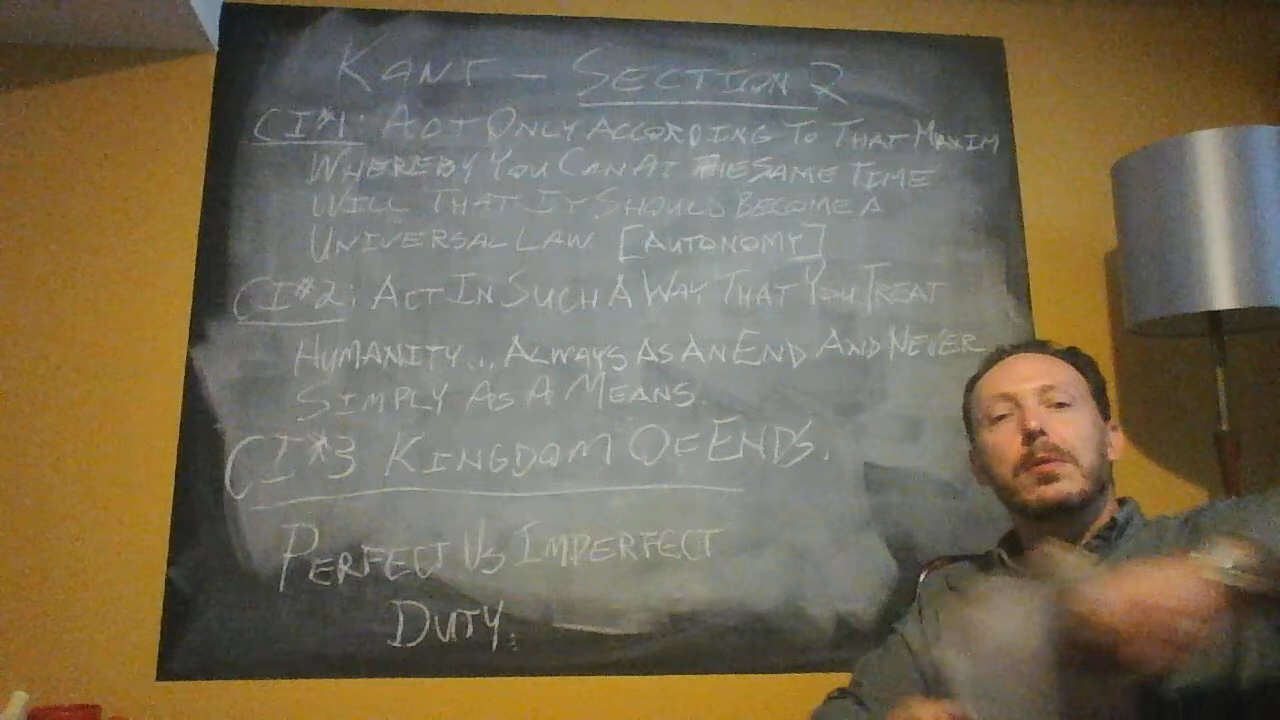 KANT - SECTION 2
CI#1: ACT ONLY ACCORDING TO THAT MAXIM
WHEREBY YOU CAN AT THE SAME TIME
WILL THAT IT SHOULD BECOME A
UNIVERSAL LAW [AUTONOMY]
CI#2: ACT IN SUCH A WAY THAT YOU TREAT
HUMANITY... ALWAYS AS AN END AND NEVER
SIMPLY AS A MEANS.
CI#3 KINGDOM OF ENDS.
PERFECT VS IMPERFECT
DUTY.